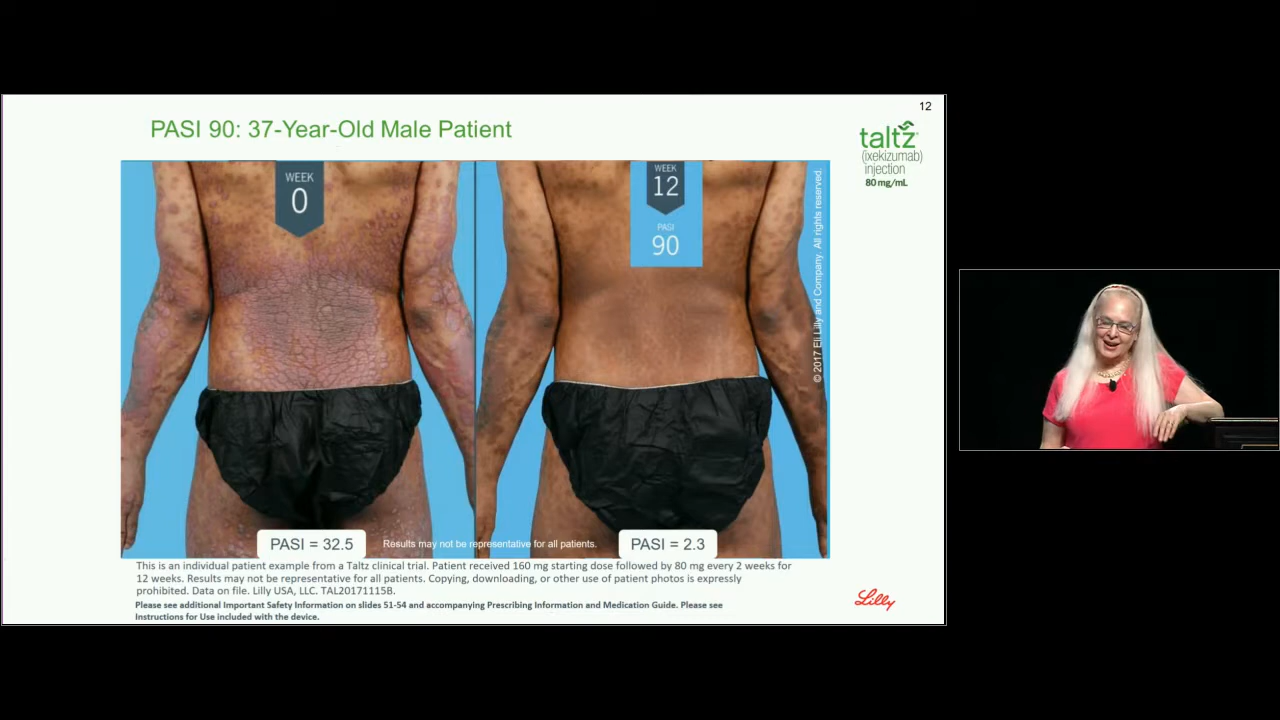 12
PASI 90: 37-Year-Old Male Patient
taltz
(ixekizumab)
injection
80 mg/mL
WEEK
0
WEEK
12
PASI
90
© 2017 Eli Lilly and Company. All rights reserved.
PASI = 32.5
Results may not be representative for all patients.
PASI = 2.3
This is an individual patient example from a Taltz clinical trial. Patient received 160 mg starting dose followed by 80 mg every 2 weeks for
12 weeks. Results may not be representative for all patients. Copying, downloading, or other use of patient photos is expressly
prohibited. Data on file. Lilly USA, LLC. TAL20171115B.
Please see additional Important Safety Information on slides 51-54 and accompanying Prescribing Information and Medication Guide. Please see
Instructions for Use included with the device.
Lilly